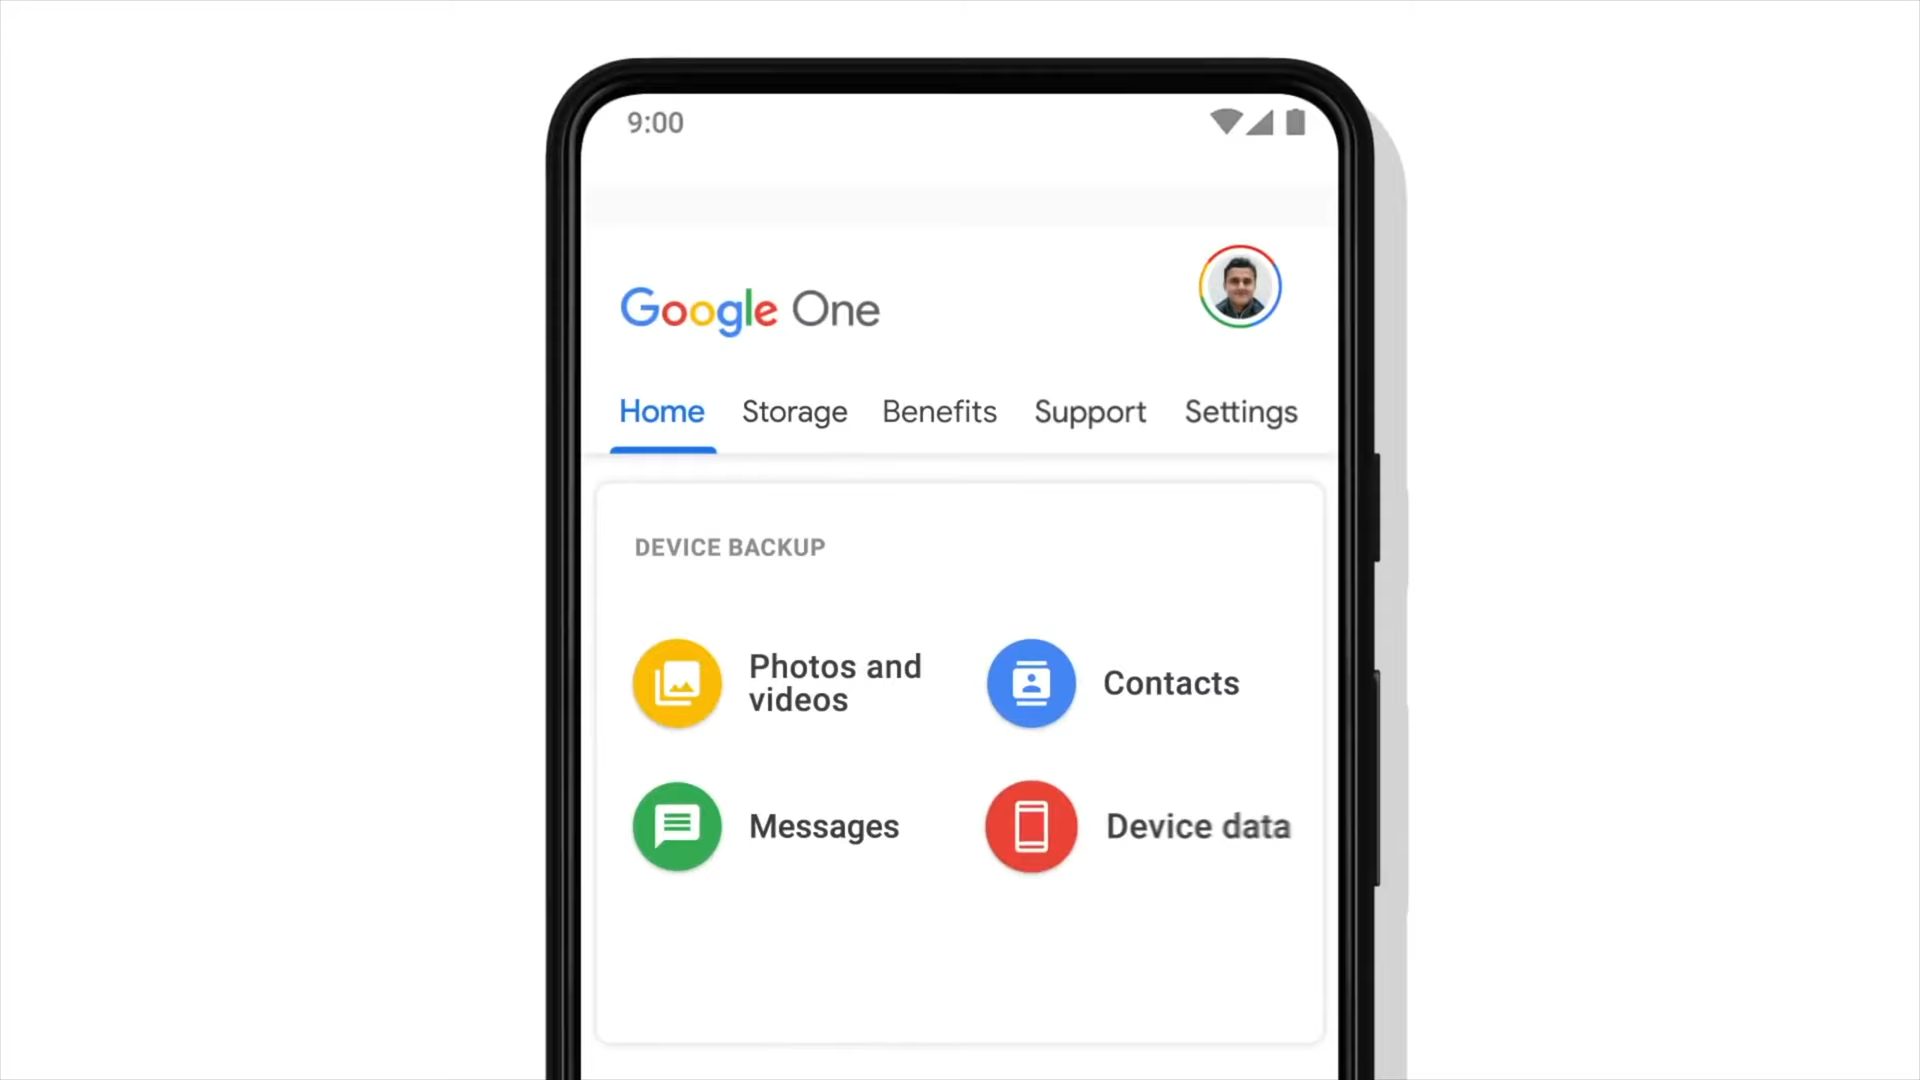 9:00
Google One
Home Storage Benefits Support Settings
DEVICE BACKUP
Photos and
videos
Contacts
Messages
Device data